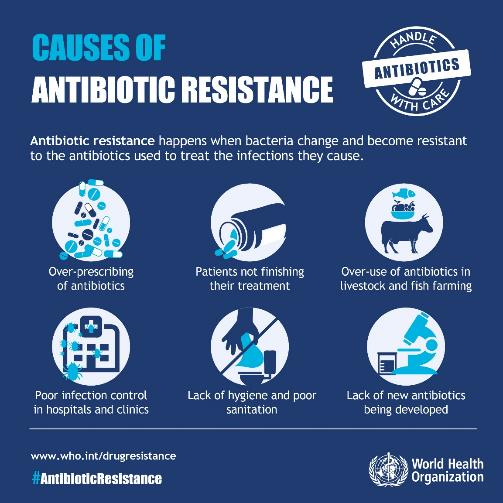 CAUSES OF
ANTIBIOTIC RESISTANCE
HANDLE
ANTIBIOTICS
WITH CARE
Antibiotic resistance happens when bacteria change and become resistant
to the antibiotics used to treat the infections they cause.
Over-prescribing
of antibiotics
Patients not finishing
their treatment
Over-use of antibiotics in
livestock and fish farming
Poor infection control
in hospitals and clinics
Lack of hygiene and poor
sanitation
Lack of new antibiotics
being developed
www.who.int/drugresistance
#AntibioticResistance
World Health
Organization